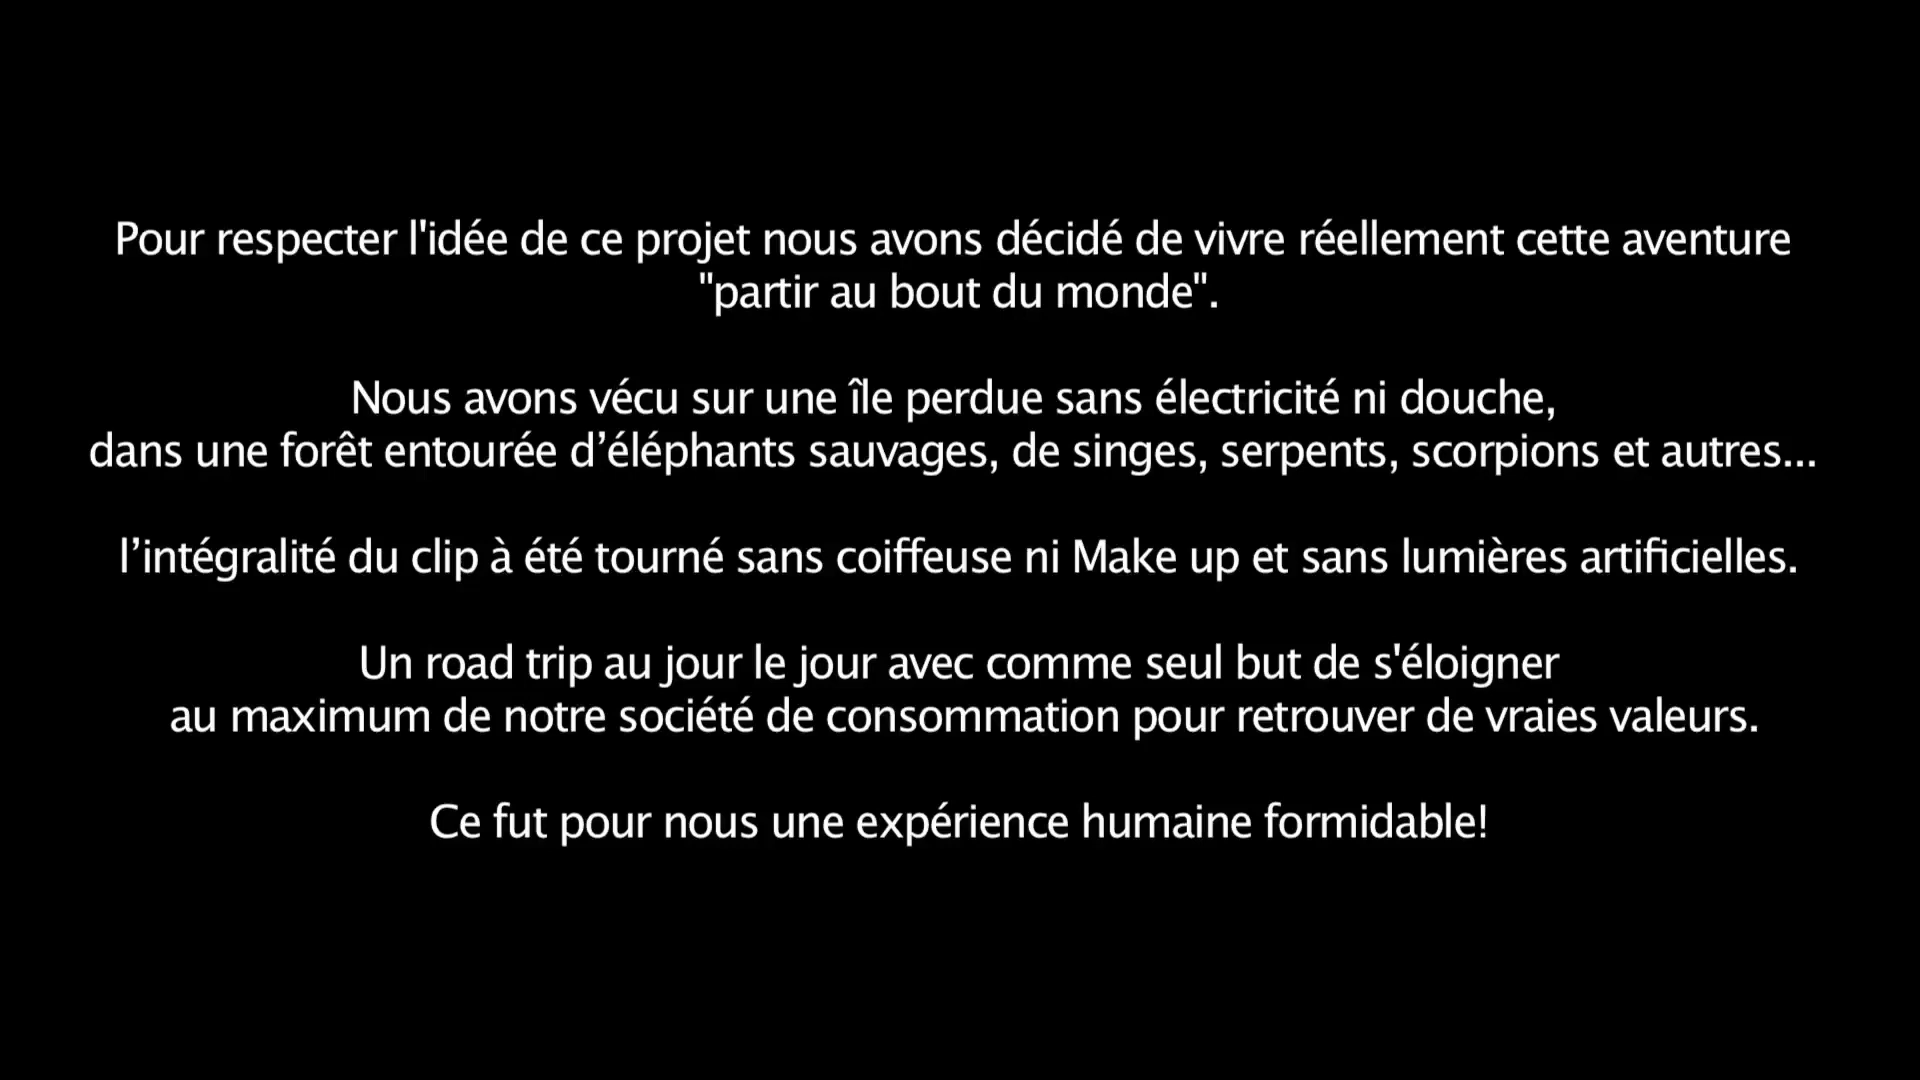 Pour respecter l'idée de ce projet nous avons décidé de vivre réellement cette aventure
"partir au bout du monde".
Nous avons vécu sur une île perdue sans électricité ni douche,
dans une forêt entourée d’éléphants sauvages, de singes, serpents, scorpions et autres...
l’intégralité du clip à été tourné sans coiffeuse ni Make up et sans lumières artificielles.
Un road trip au jour le jour avec comme seul but de s'éloigner
au maximum de notre société de consommation pour retrouver de vraies valeurs.
Ce fut pour nous une expérience humaine formidable!